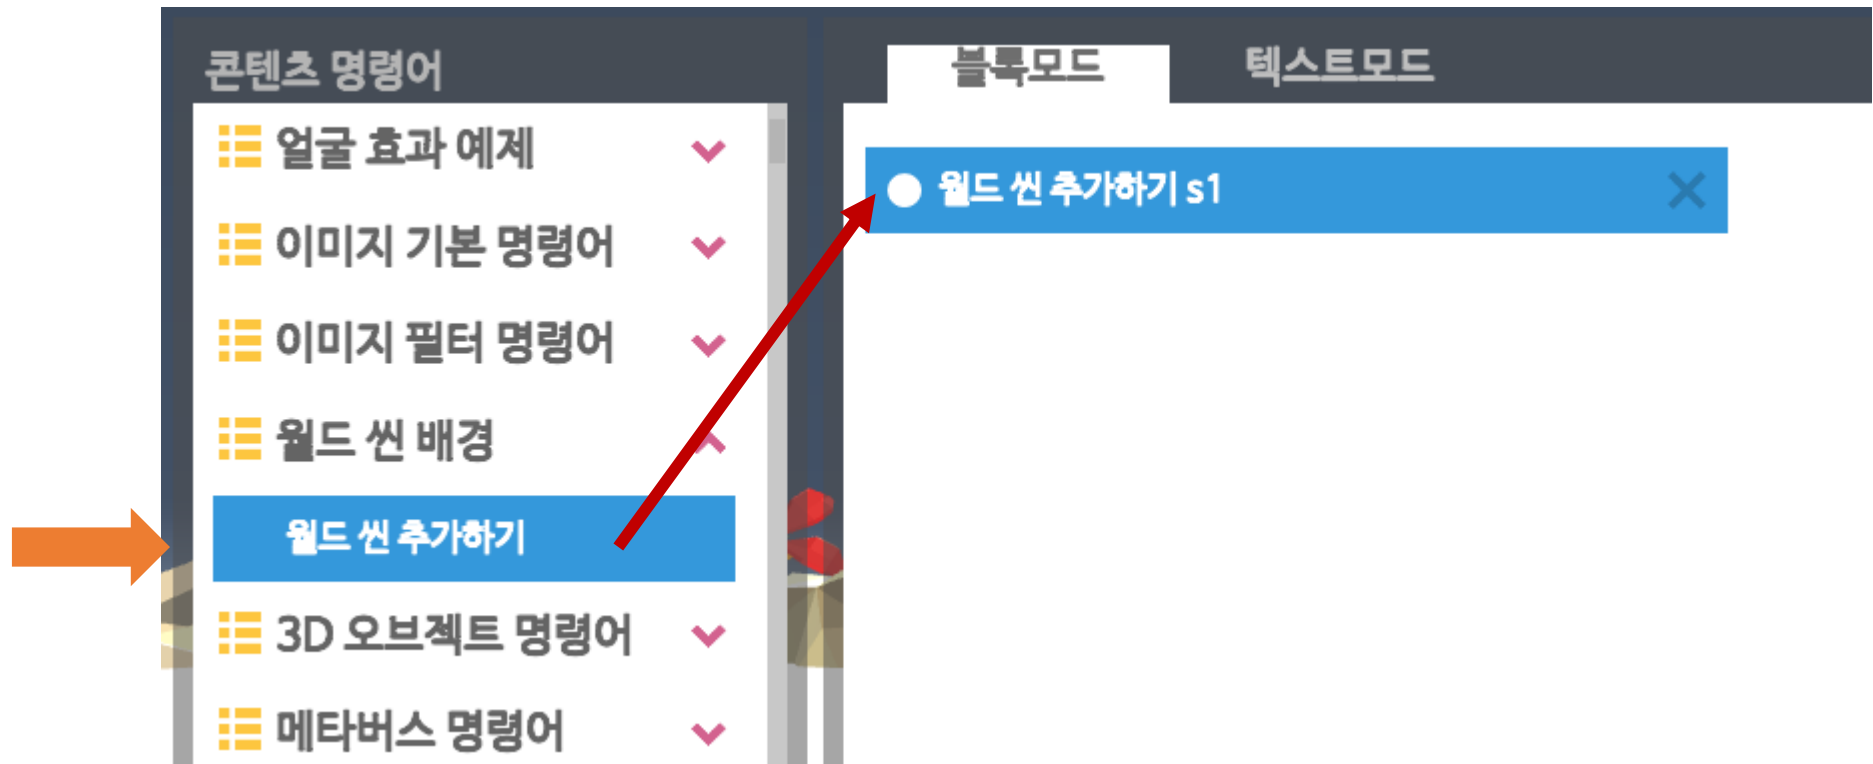 콘텐츠 명령어
얼굴 효과 예제
이미지 기본 명령어
이미지 필터 명령어
월드 씬 배경
월드 씬 추가하기
3D 오브젝트 명령어
메타버스 명령어
블록모드
텍스트모드
월드 씬 추가하기 s1